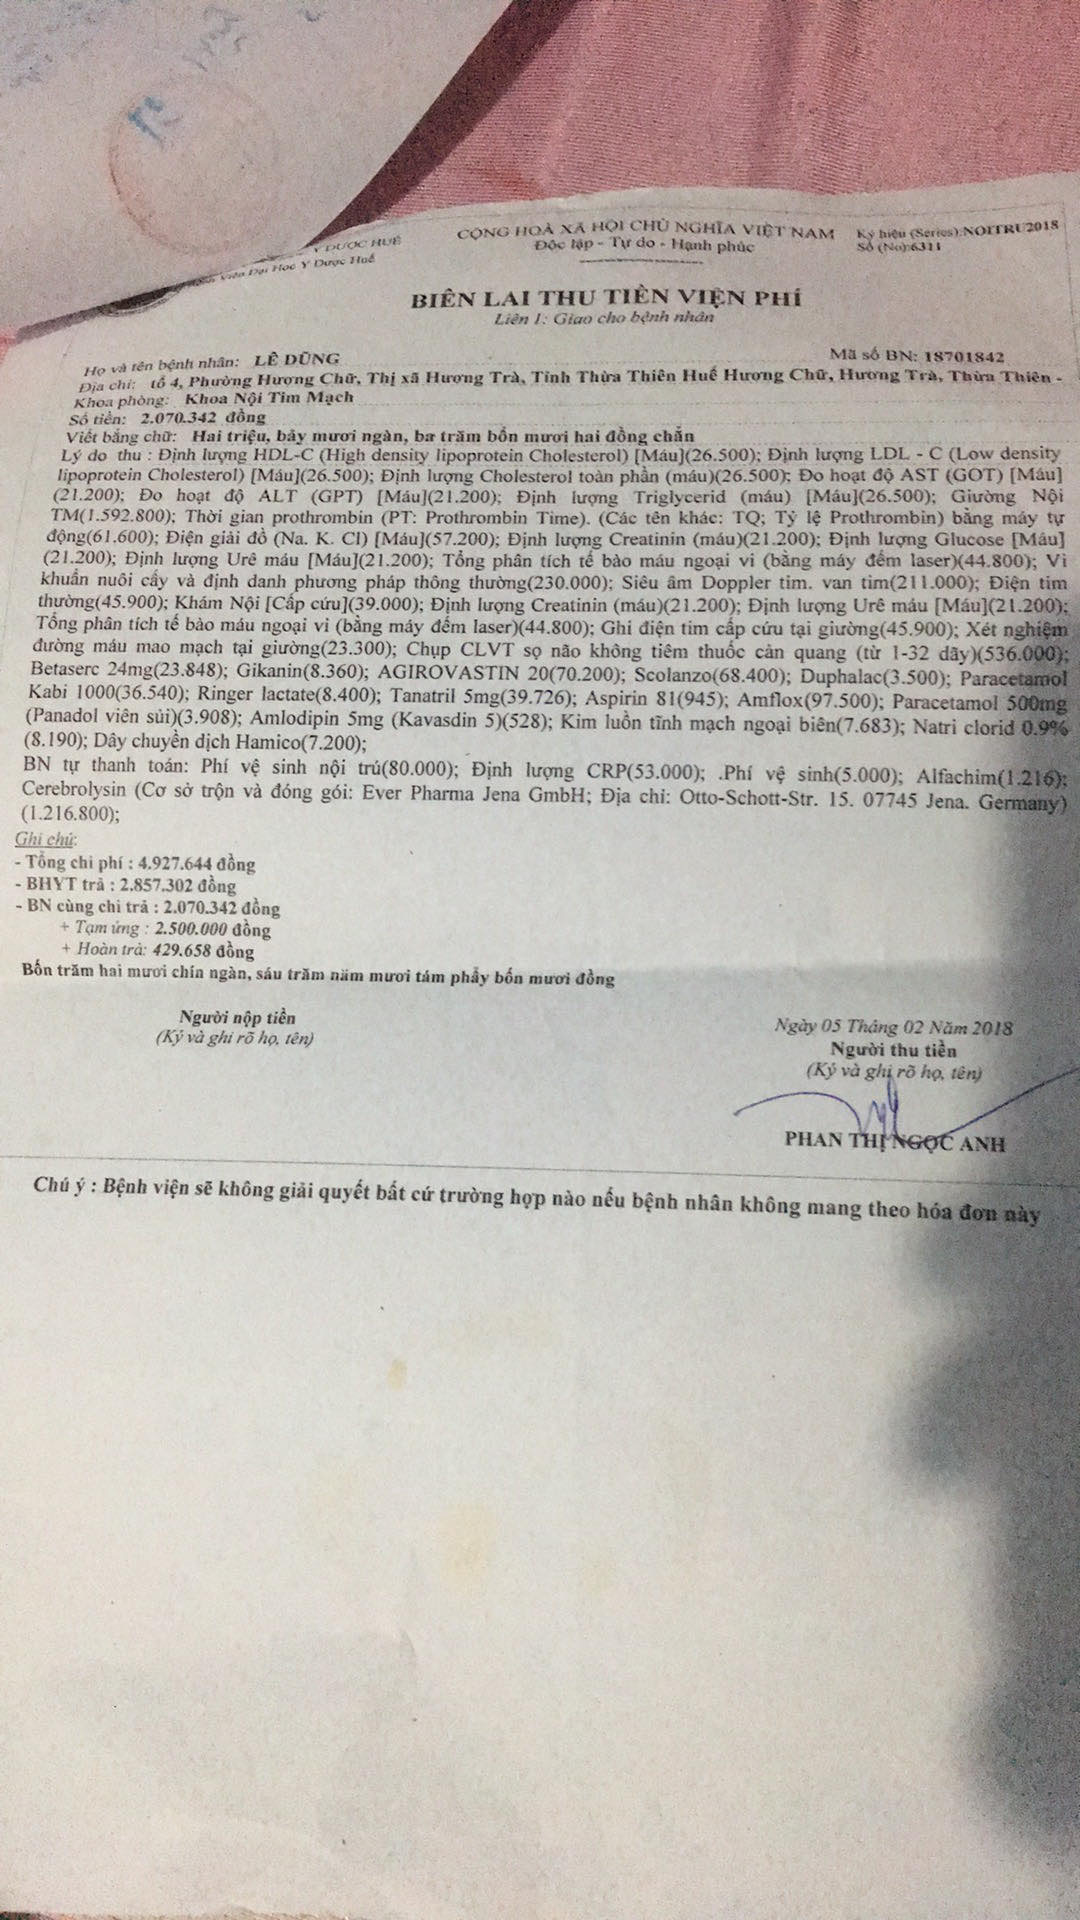 Y DƯỢC HUẾ
Bệnh Viện Đại Học Y Dược Huế
CỘNG HOÀ XÃ HỘI CHỦ NGHĨA VIỆT NAM
Độc lập - Tự do - Hạnh phúc
Ký hiệu (Series):NOITRU2018
Số (No):6311
BIÊN LAI THU TIỀN VIỆN PHÍ
Liên 1: Giao cho bệnh nhân
Họ và tên bệnh nhân: LÊ DŨNG
Mã số BN: 18701842
Địa chỉ: tổ 4, Phường Hương Chữ, Thị xã Hương Trà, Tỉnh Thừa Thiên Huế Hương Chữ, Hương Trà, Thừa Thiên -
Khoa phòng: Khoa Nội Tim Mạch
Số tiền: 2.070.342 đồng
Viết bằng chữ: Hai triệu, bảy mươi ngàn, ba trăm bốn mươi hai đồng chẵn
Lý do thu : Định lượng HDL-C (High density lipoprotein Cholesterol) [Máu](26.500); Định lượng LDL - C (Low density
lipoprotein Cholesterol) [Máu](26.500); Định lượng Cholesterol toàn phần (máu)(26.500); Đo hoạt độ AST (GOT) [Máu]
(21.200); Đo hoạt độ ALT (GPT) [Máu](21.200); Định lượng Triglycerid (máu) [Máu](26.500); Giường Nội
TM(1.592.800); Thời gian prothrombin (PT: Prothrombin Time). (Các tên khác: TQ; Tỷ lệ Prothrombin) bằng máy tự
động(61.600); Điện giải đồ (Na. K. Cl) [Máu](57.200); Định lượng Creatinin (máu)(21.200); Định lượng Glucose [Máu]
(21.200); Định lượng Urê máu [Máu](21.200); Tổng phân tích tế bào máu ngoại vi (bằng máy đếm laser)(44.800); Vi
khuẩn nuôi cấy và định danh phương pháp thông thường(230.000); Siêu âm Doppler tim. van tim(211.000); Điện tim
thường(45.900); Khám Nội [Cấp cứu](39.000); Định lượng Creatinin (máu)(21.200); Định lượng Urê máu [Máu](21.200);
Tổng phân tích tế bào máu ngoại vi (bằng máy đếm laser)(44.800); Ghi điện tim cấp cứu tại giường(45.900); Xét nghiệm
đường máu mao mạch tại giường(23.300); Chụp CLVT sọ não không tiêm thuốc cản quang (từ 1-32 dãy)(536.000);
Betaserc 24mg(23.848); Gikanin(8.360); AGIROVASTIN 20(70.200); Scolanzo(68.400); Duphalac(3.500); Paracetamol
Kabi 1000(36.540); Ringer lactate(8.400); Tanatril 5mg(39.726); Aspirin 81(945); Amflox(97.500); Paracetamol 500mg
(Panadol viên sủi)(3.908); Amlodipin 5mg (Kavasdin 5)(528); Kim luồn tĩnh mạch ngoại biên(7.683); Natri clorid 0.9%
(8.190); Dây chuyền dịch Hamico(7.200);
BN tự thanh toán: Phí vệ sinh nội trú(80.000); Định lượng CRP(53.000); .Phí vệ sinh(5.000); Alfachim(1.216);
Cerebrolysin (Cơ sở trộn và đóng gói: Ever Pharma Jena GmbH; Địa chỉ: Otto-Schott-Str. 15. 07745 Jena. Germany)
(1.216.800);
Ghi chú:
- Tổng chi phí : 4.927.644 đồng
- BHYT trả : 2.857.302 đồng
- BN cùng chi trả : 2.070.342 đồng
+ Tạm ứng : 2.500.000 đồng
+ Hoàn trả: 429.658 đồng
Bốn trăm hai mươi chín ngàn, sáu trăm năm mươi tám phẩy bốn mươi đồng
Người nộp tiền
(Ký và ghi rõ họ, tên)
Ngày 05 Tháng 02 Năm 2018
Người thu tiền
(Ký và ghi rõ họ, tên)
PHAN THỊ NGỌC ANH
Chú ý : Bệnh viện sẽ không giải quyết bất cứ trường hợp nào nếu bệnh nhân không mang theo hóa đơn này